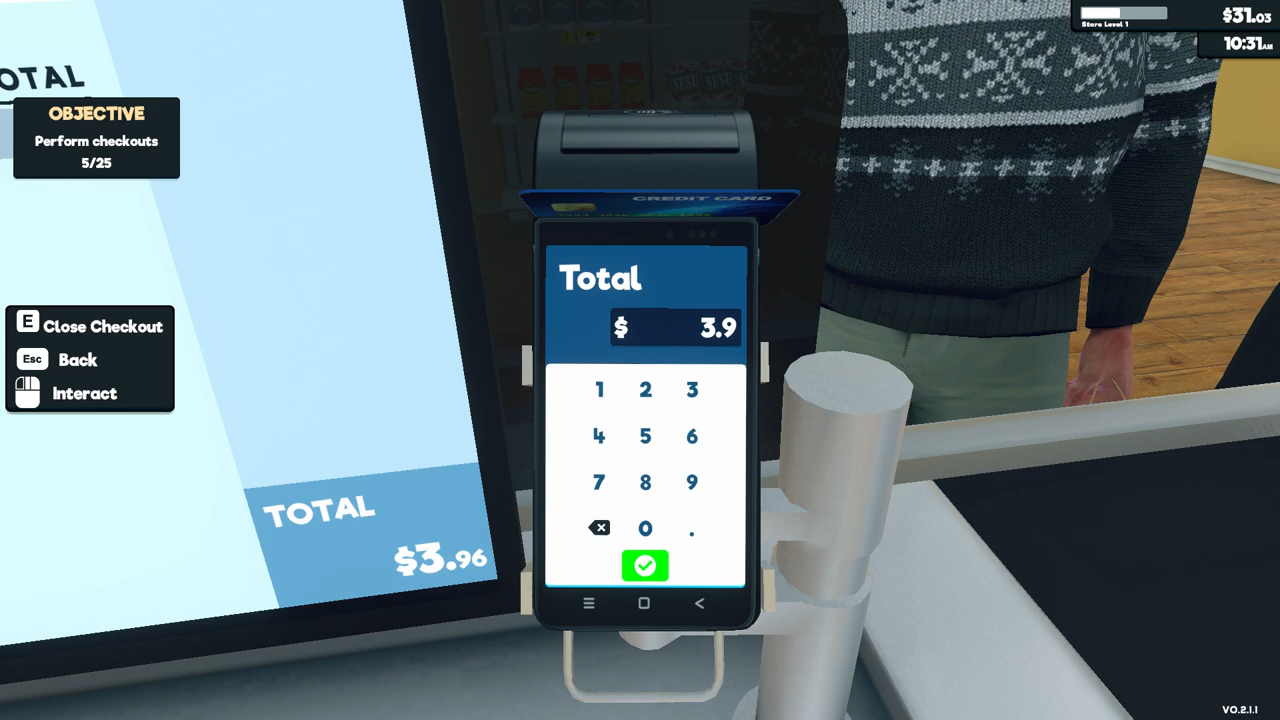 OTAL
OBJECTIVE
Perform checkouts
5/25
E Close Checkout
Esc Back
Interact
TOTAL
$3.96
CREDIT CARD
Total
$ 3.9
1 2 3
4 5 6
7 8 9
0 .
Store Level 1
$31.03
10:31AM
V0.2.1.1